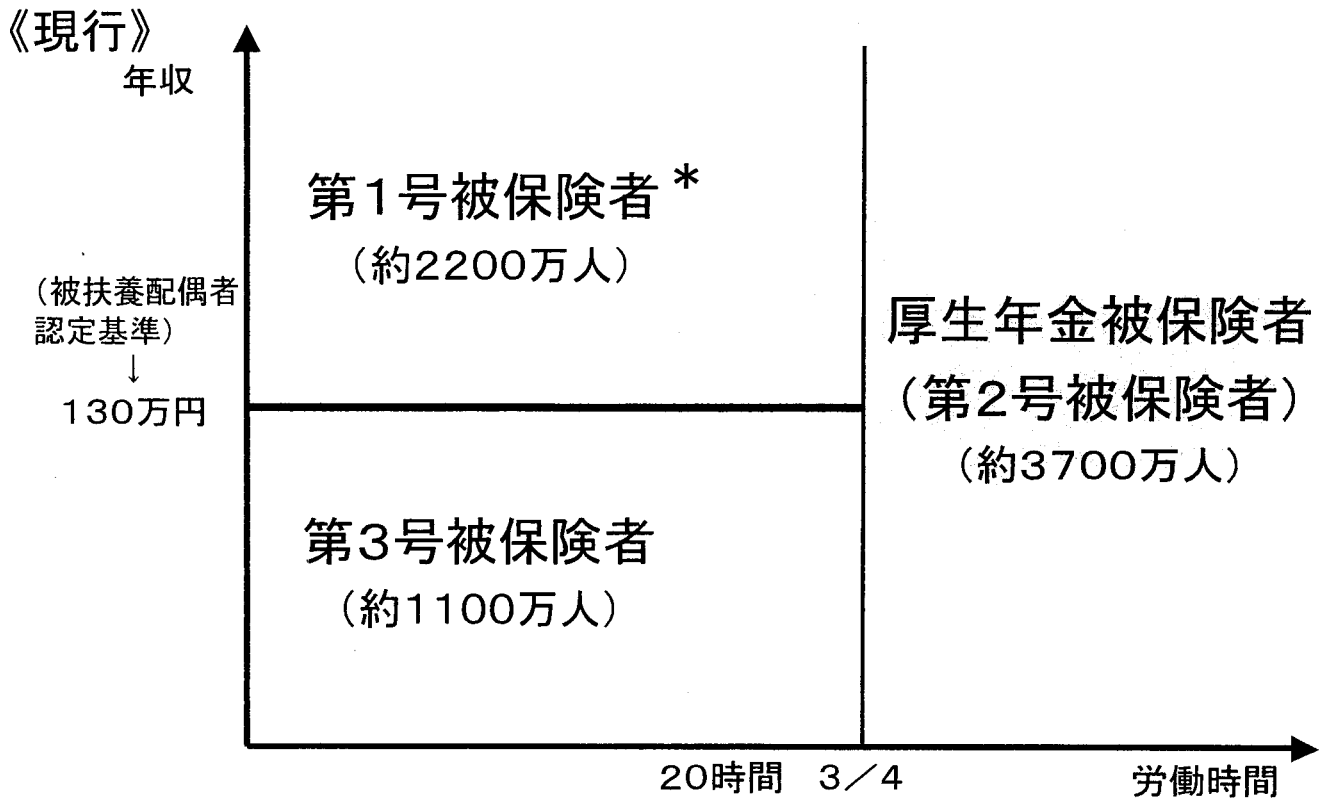 《現行》
年収
第1号被保険者*
(約2200万人)
(被扶養配偶者
認定基準)
↓
130万円
厚生年金被保険者
(第2号被保険者)
(約3700万人)
第3号被保険者
(約1100万人)
20時間 3/4
労働時間